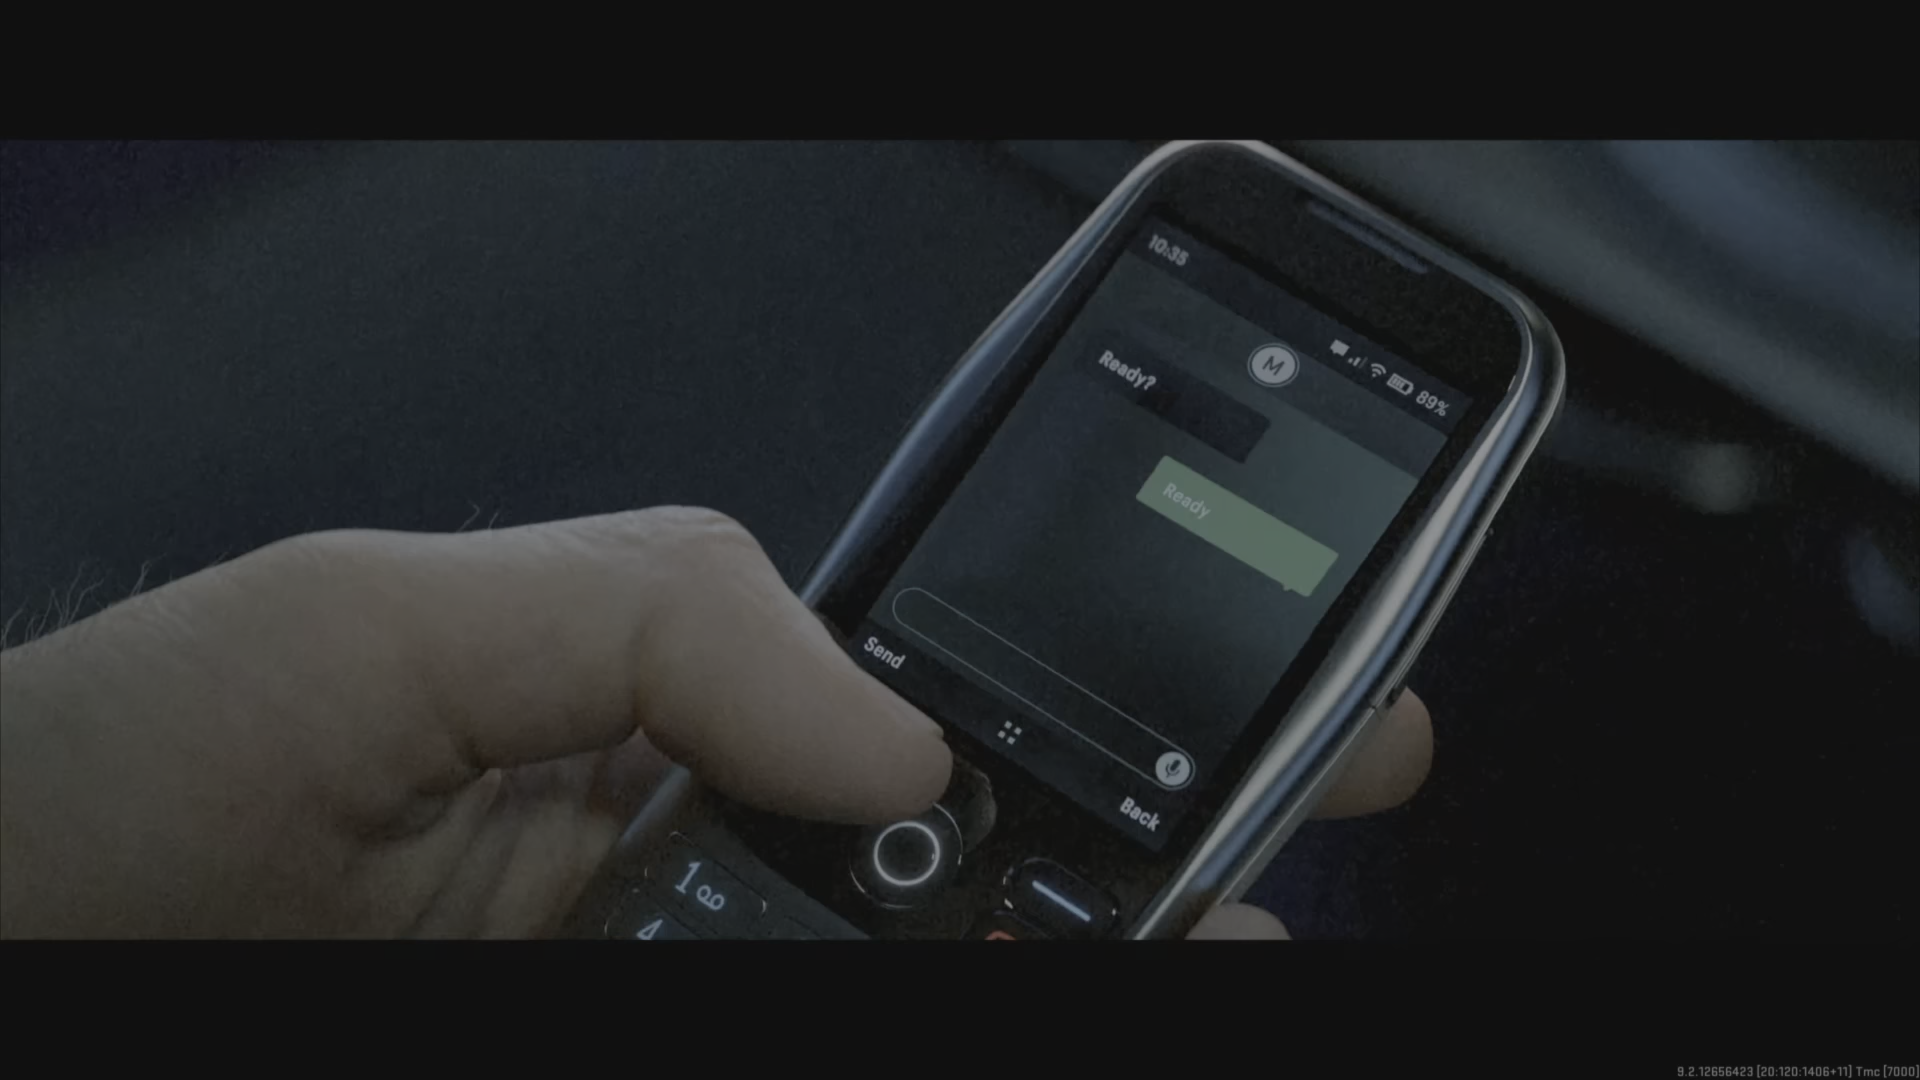 10:35
89%
M
Ready?
Ready
Send
Back
1
4
9.2.12656423 [20:120:1406+11] Tmc [7000]